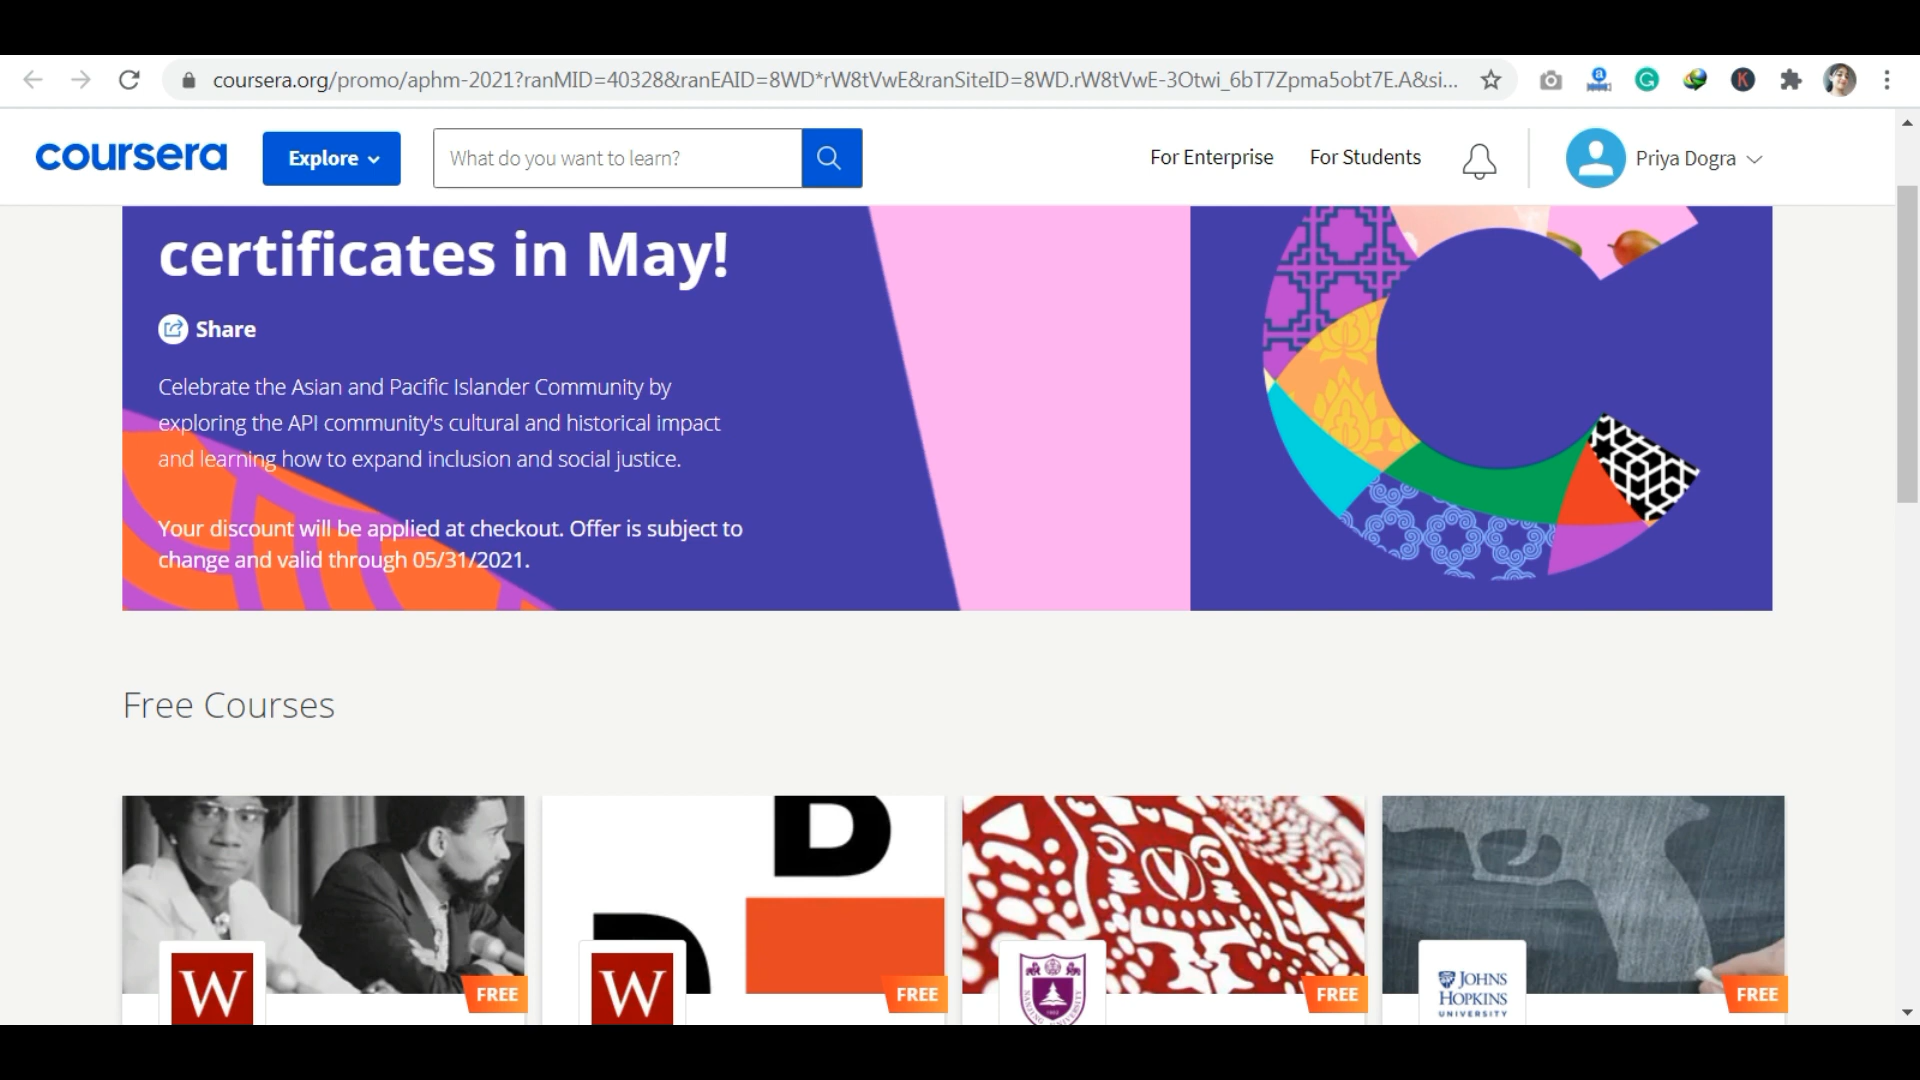 coursera.org/promo/aphm-2021?ranMID=40328&ranEAID=8WD*rW8tVwE&ranSiteID=8WD.rW8tVwE-3Otwi_6bT7Zpma5obt7E.A&si...
coursera
Explore
What do you want to learn?
For Enterprise
For Students
Priya Dogra
certificates in May!
Share
Celebrate the Asian and Pacific Islander Community by
exploring the API community's cultural and historical impact
and learning how to expand inclusion and social justice.
Your discount will be applied at checkout. Offer is subject to
change and valid through 05/31/2021.
Free Courses
B
D
W
FREE
W
FREE
NANJING UNIVERSITY
1902
FREE
JOHNS
HOPKINS
UNIVERSITY
FREE